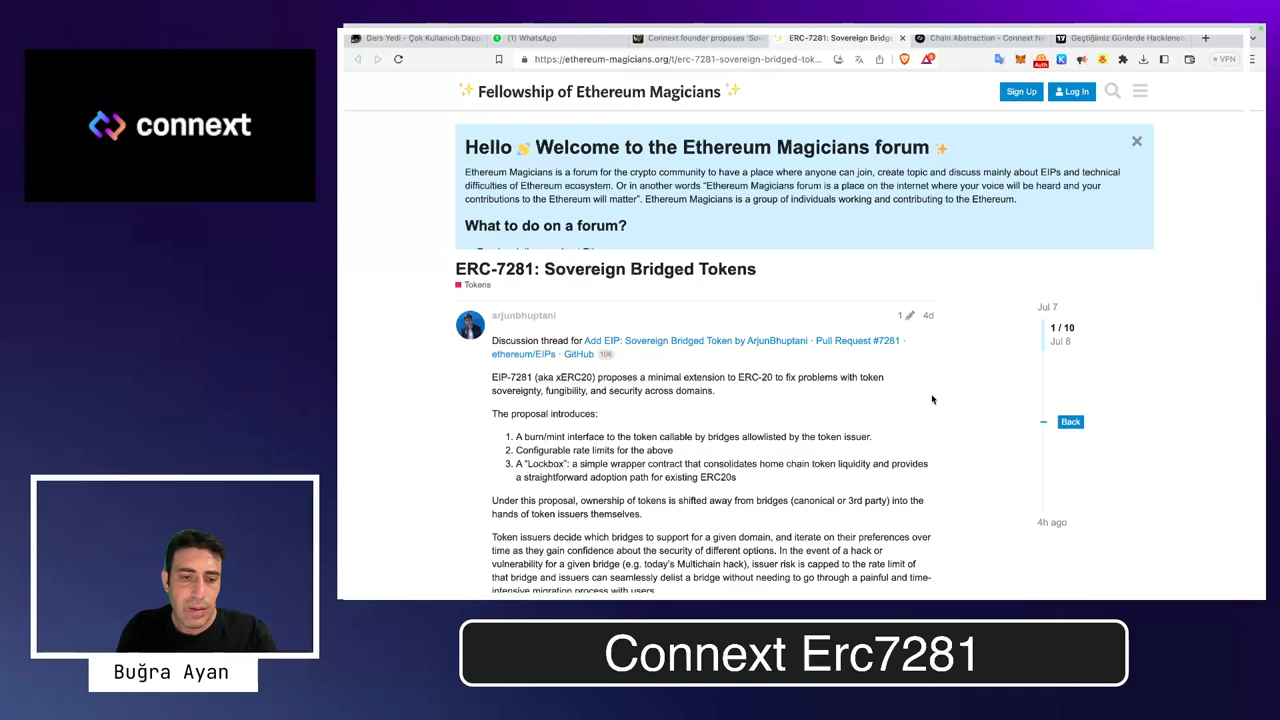 connext
Ders Yedi - Çok Kullanıcılı Dapp
(1) WhatsApp
Connext founder proposes 'Sov
ERC-7281: Sovereign Bridged
Chain Abstraction - Connext Ne
Geçtiğimiz Günlerde Hacklenen
https://ethereum-magicians.org/t/erc-7281-sovereign-bridged-tok...
VPN
Fellowship of Ethereum Magicians
Sign Up
Log In
Hello 👋 Welcome to the Ethereum Magicians forum
Ethereum Magicians is a forum for the crypto community to have a place where anyone can join, create topic and discuss mainly about EIPs and technical
difficulties of Ethereum ecosystem. Or in another words "Ethereum Magicians forum is a place on the internet where your voice will be heard and your
contributions to the Ethereum will matter". Ethereum Magicians is a group of individuals working and contributing to the Ethereum.
What to do on a forum?
ERC-7281: Sovereign Bridged Tokens
Tokens
arjunbhuptani
1
4d
Discussion thread for Add EIP: Sovereign Bridged Token by ArjunBhuptani · Pull Request #7281 ·
ethereum/EIPs · GitHub 106
EIP-7281 (aka xERC20) proposes a minimal extension to ERC-20 to fix problems with token
sovereignty, fungibility, and security across domains.
The proposal introduces:
1. A burn/mint interface to the token callable by bridges allowlisted by the token issuer.
2. Configurable rate limits for the above
3. A "Lockbox": a simple wrapper contract that consolidates home chain token liquidity and provides
a straightforward adoption path for existing ERC20s
Under this proposal, ownership of tokens is shifted away from bridges (canonical or 3rd party) into the
hands of token issuers themselves.
Token issuers decide which bridges to support for a given domain, and iterate on their preferences over
time as they gain confidence about the security of different options. In the event of a hack or
vulnerability for a given bridge (e.g. today's Multichain hack), issuer risk is capped to the rate limit of
that bridge and issuers can seamlessly delist a bridge without needing to go through a painful and time-
intensive migration process with users.
Jul 7
1 / 10
Jul 8
Back
4h ago
Buğra Ayan
Connext Erc7281